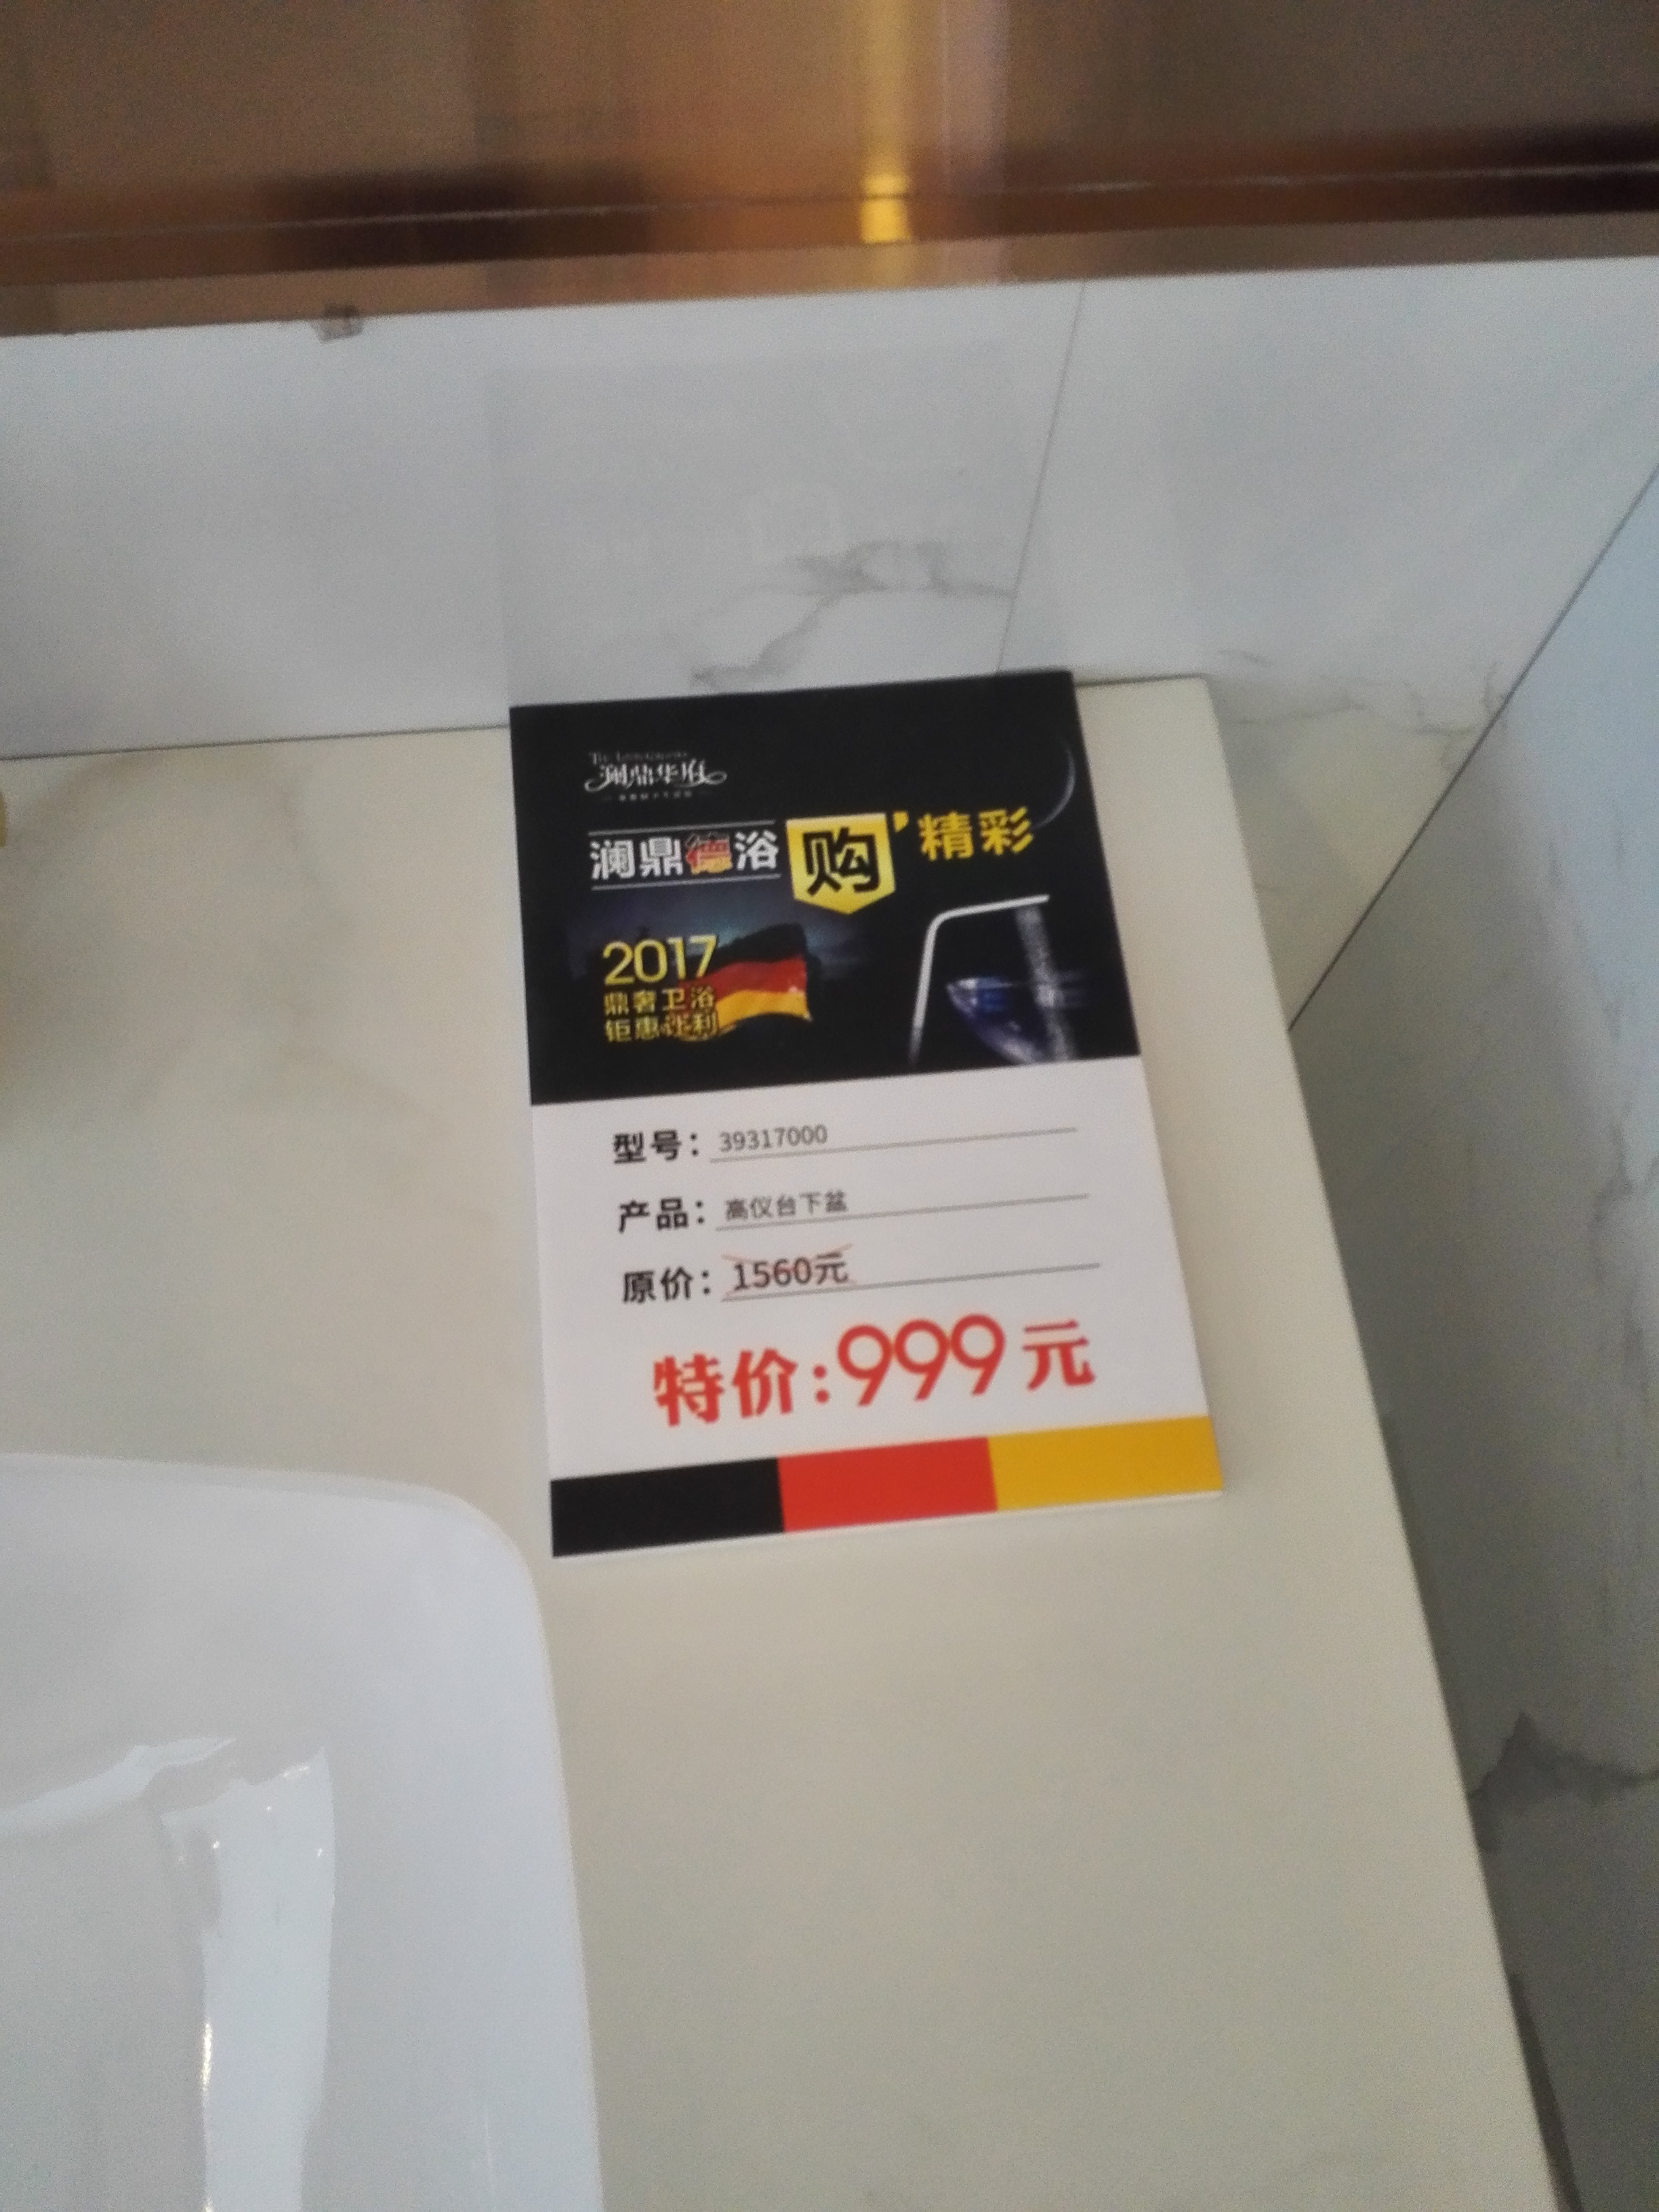 澜鼎华府
澜鼎德浴 购 精彩
2017
鼎奢卫浴
钜惠让利
型号：39317000
产品：高仪台下盆
原价：1560元
特价：999元